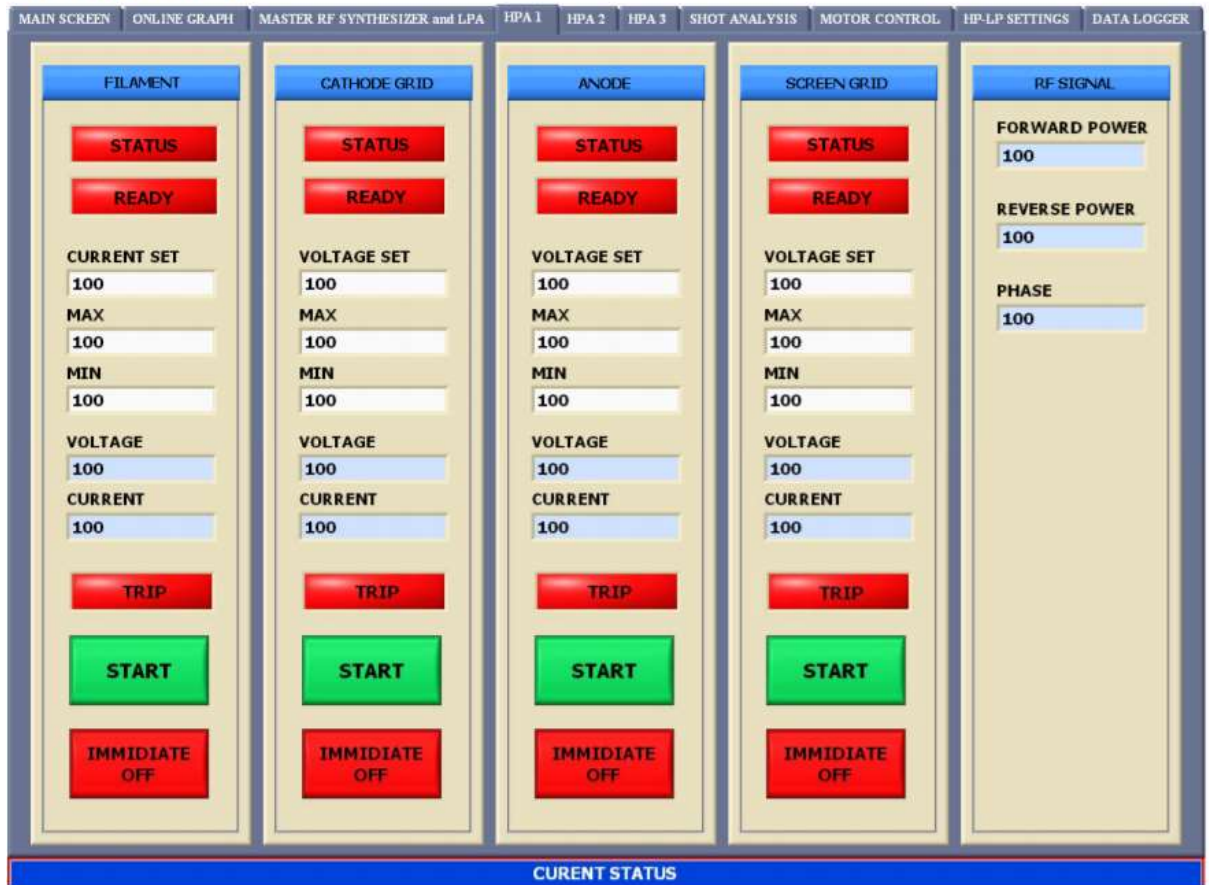 MAIN SCREEN ONLINE GRAPH MASTER RF SYNTHESIZER and LPA HPA 1 HPA 2 HPA 3 SHOT ANALYSIS MOTOR CONTROL HP-LP SETTINGS DATA LOGGER
FILAMENT
STATUS
READY
CURRENT SET
100
MAX
100
MIN
100
VOLTAGE
100
CURRENT
100
TRIP
START
IMMIDIATE
OFF
CATHODE GRID
STATUS
READY
VOLTAGE SET
100
MAX
100
MIN
100
VOLTAGE
100
CURRENT
100
TRIP
START
IMMIDIATE
OFF
ANODE
STATUS
READY
VOLTAGE SET
100
MAX
100
MIN
100
VOLTAGE
100
CURRENT
100
TRIP
START
IMMIDIATE
OFF
SCREEN GRID
STATUS
READY
VOLTAGE SET
100
MAX
100
MIN
100
VOLTAGE
100
CURRENT
100
TRIP
START
IMMIDIATE
OFF
RF SIGNAL
FORWARD POWER
100
REVERSE POWER
100
PHASE
100
CURENT STATUS